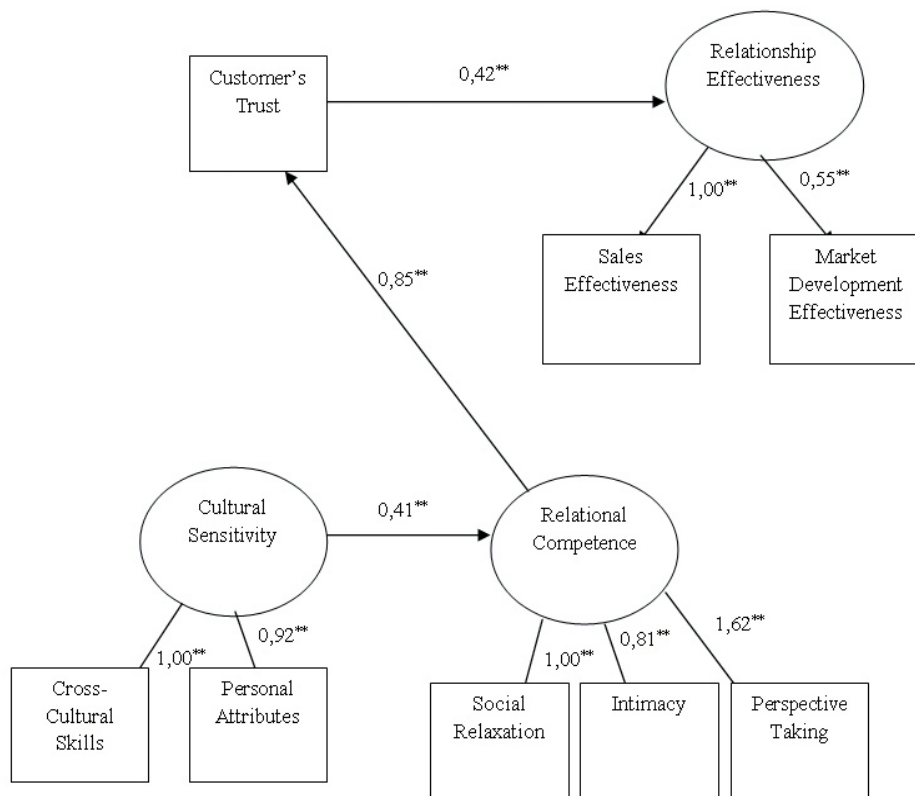 Relationship
Effectiveness
Customer's
Trust
0,42**
1,00**
0,55**
Sales
Effectiveness
Market
Development
Effectiveness
0,85**
Cultural
Sensitivity
0,41**
Relational
Competence
1,00**
0,92**
1,00**
0,81**
1,62**
Cross-
Cultural
Skills
Personal
Attributes
Social
Relaxation
Intimacy
Perspective
Taking